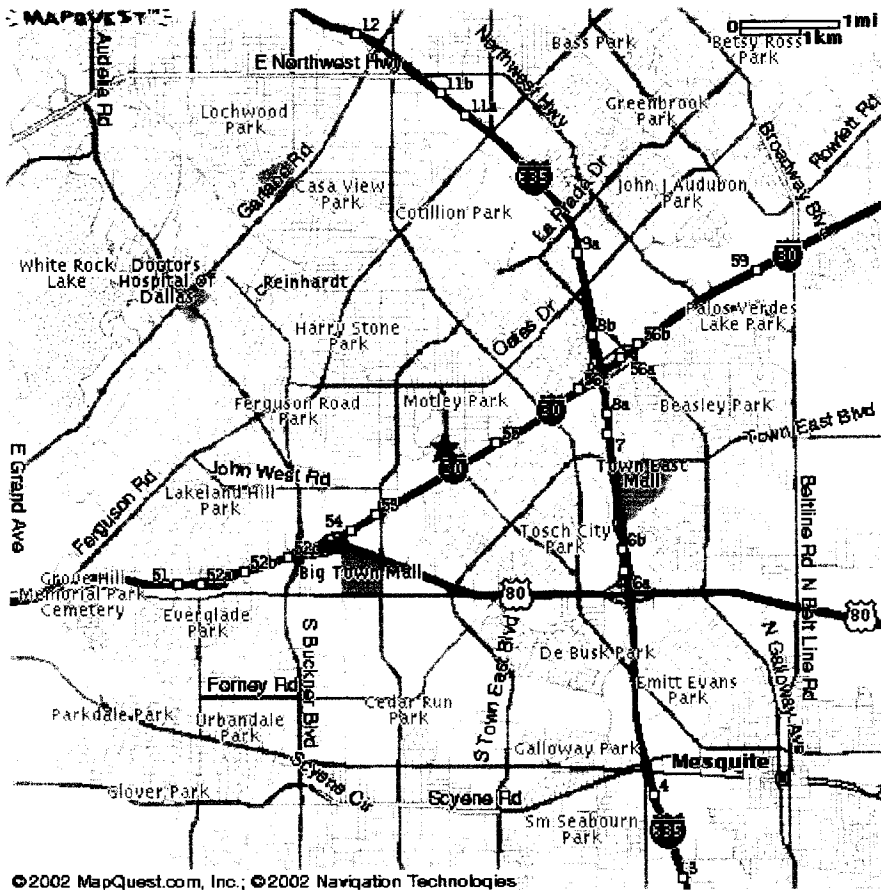 MAPQUEST™
12
0 1mi
1km
Bass Park
Betsy Ross
Park
Audelia Rd
E Northwest Hwy
Northwest Hwy
11b
11a
Lochwood
Park
Greenbrook
Park
Rowlett Rd
Broadway Blvd
Garland Rd
635
La Prada Dr
Casa View
Park
John J Audubon
Park
Cotillion Park
9a
59
30
White Rock
Lake
Doctors
Hospital Of
Dallas
Reinhardt
Palos Verdes
Lake Park
Harry Stone
Park
Oates Dr
8b
56b
56a
Ferguson Road
Park
Motley Park
30
8a
Beasley Park
Town East Blvd
7
55
E Grand Ave
Ferguson Rd
John West Rd
30
Town East
Mall
Lakeland Hill
Park
Beltline Rd
53
54
Tosch City
Park
6b
52b
51
52a
Grove Hill
Memorial Park
Cemetery
Big Town Mall
6a
80
80
Everglade
Park
S Buckner Blvd
S Town East Blvd
N Belt Line Rd
N Galloway Ave
De Busk Park
Forney Rd
Emitt Evans
Park
Parkdale Park
Urbandale
Park
Cedar Run
Park
Galloway Park
Mesquite
Scyene Cir
Glover Park
Scyene Rd
4
Sm Seabourn
Park
635
3
©2002 MapQuest.com, Inc.; ©2002 Navigation Technologies